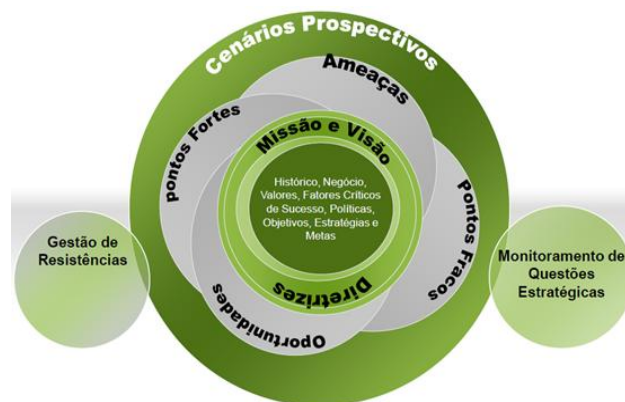 Cenários Prospectivos
Ameaças
pontos Fortes
Missão e Visão
Histórico, Negócio,
Valores, Fatores Críticos
de Sucesso, Políticas,
Objetivos, Estratégias e
Metas
Diretrizes
Pontos Fracos
Oportunidades
Gestão de
Resistências
Monitoramento de
Questões
Estratégicas